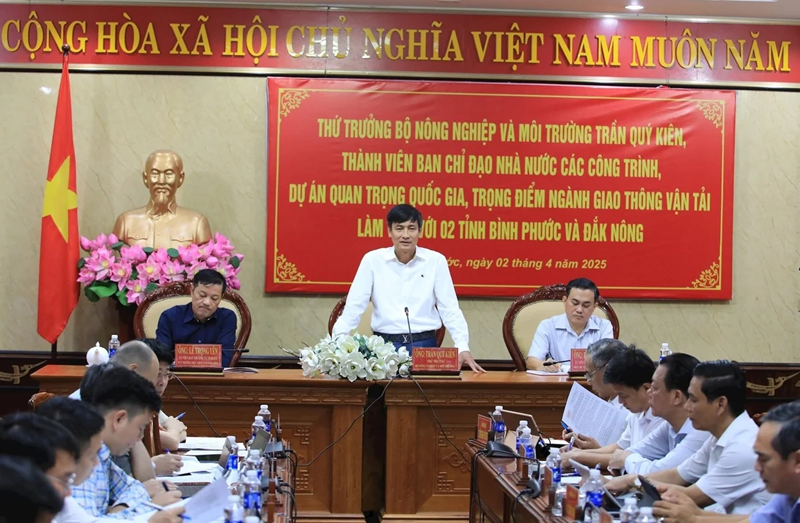 CỘNG HÒA XÃ HỘI CHỦ NGHĨA VIỆT NAM MUÔN NĂM
THỨ TRƯỞNG BỘ NÔNG NGHIỆP VÀ MÔI TRƯỜNG TRẦN QUÝ KIÊN,
THÀNH VIÊN BAN CHỈ ĐẠO NHÀ NƯỚC CÁC CÔNG TRÌNH,
DỰ ÁN QUAN TRỌNG QUỐC GIA, TRỌNG ĐIỂM NGÀNH GIAO THÔNG VẬN TẢI
LÀM 02 TỈNH BÌNH PHƯỚC VÀ ĐẮK NÔNG
ngày 02 tháng 4 năm 2025
ÔNG: LÊ TRỌNG YÊN
ÔNG: TRẦN QUÝ KIÊN